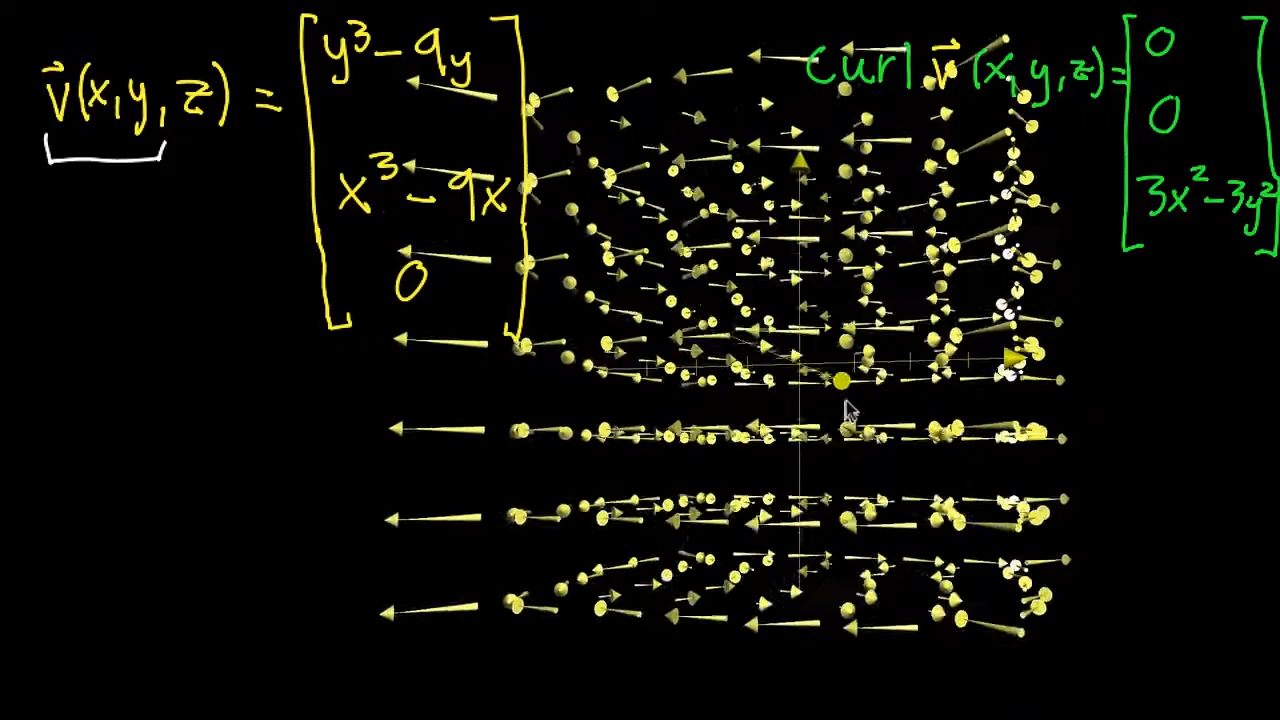 v⃗(x,y,z) = [y³-9y
x³-9x
0]
Curl v⃗(x,y,z)= [0
0
3x²-3y²]